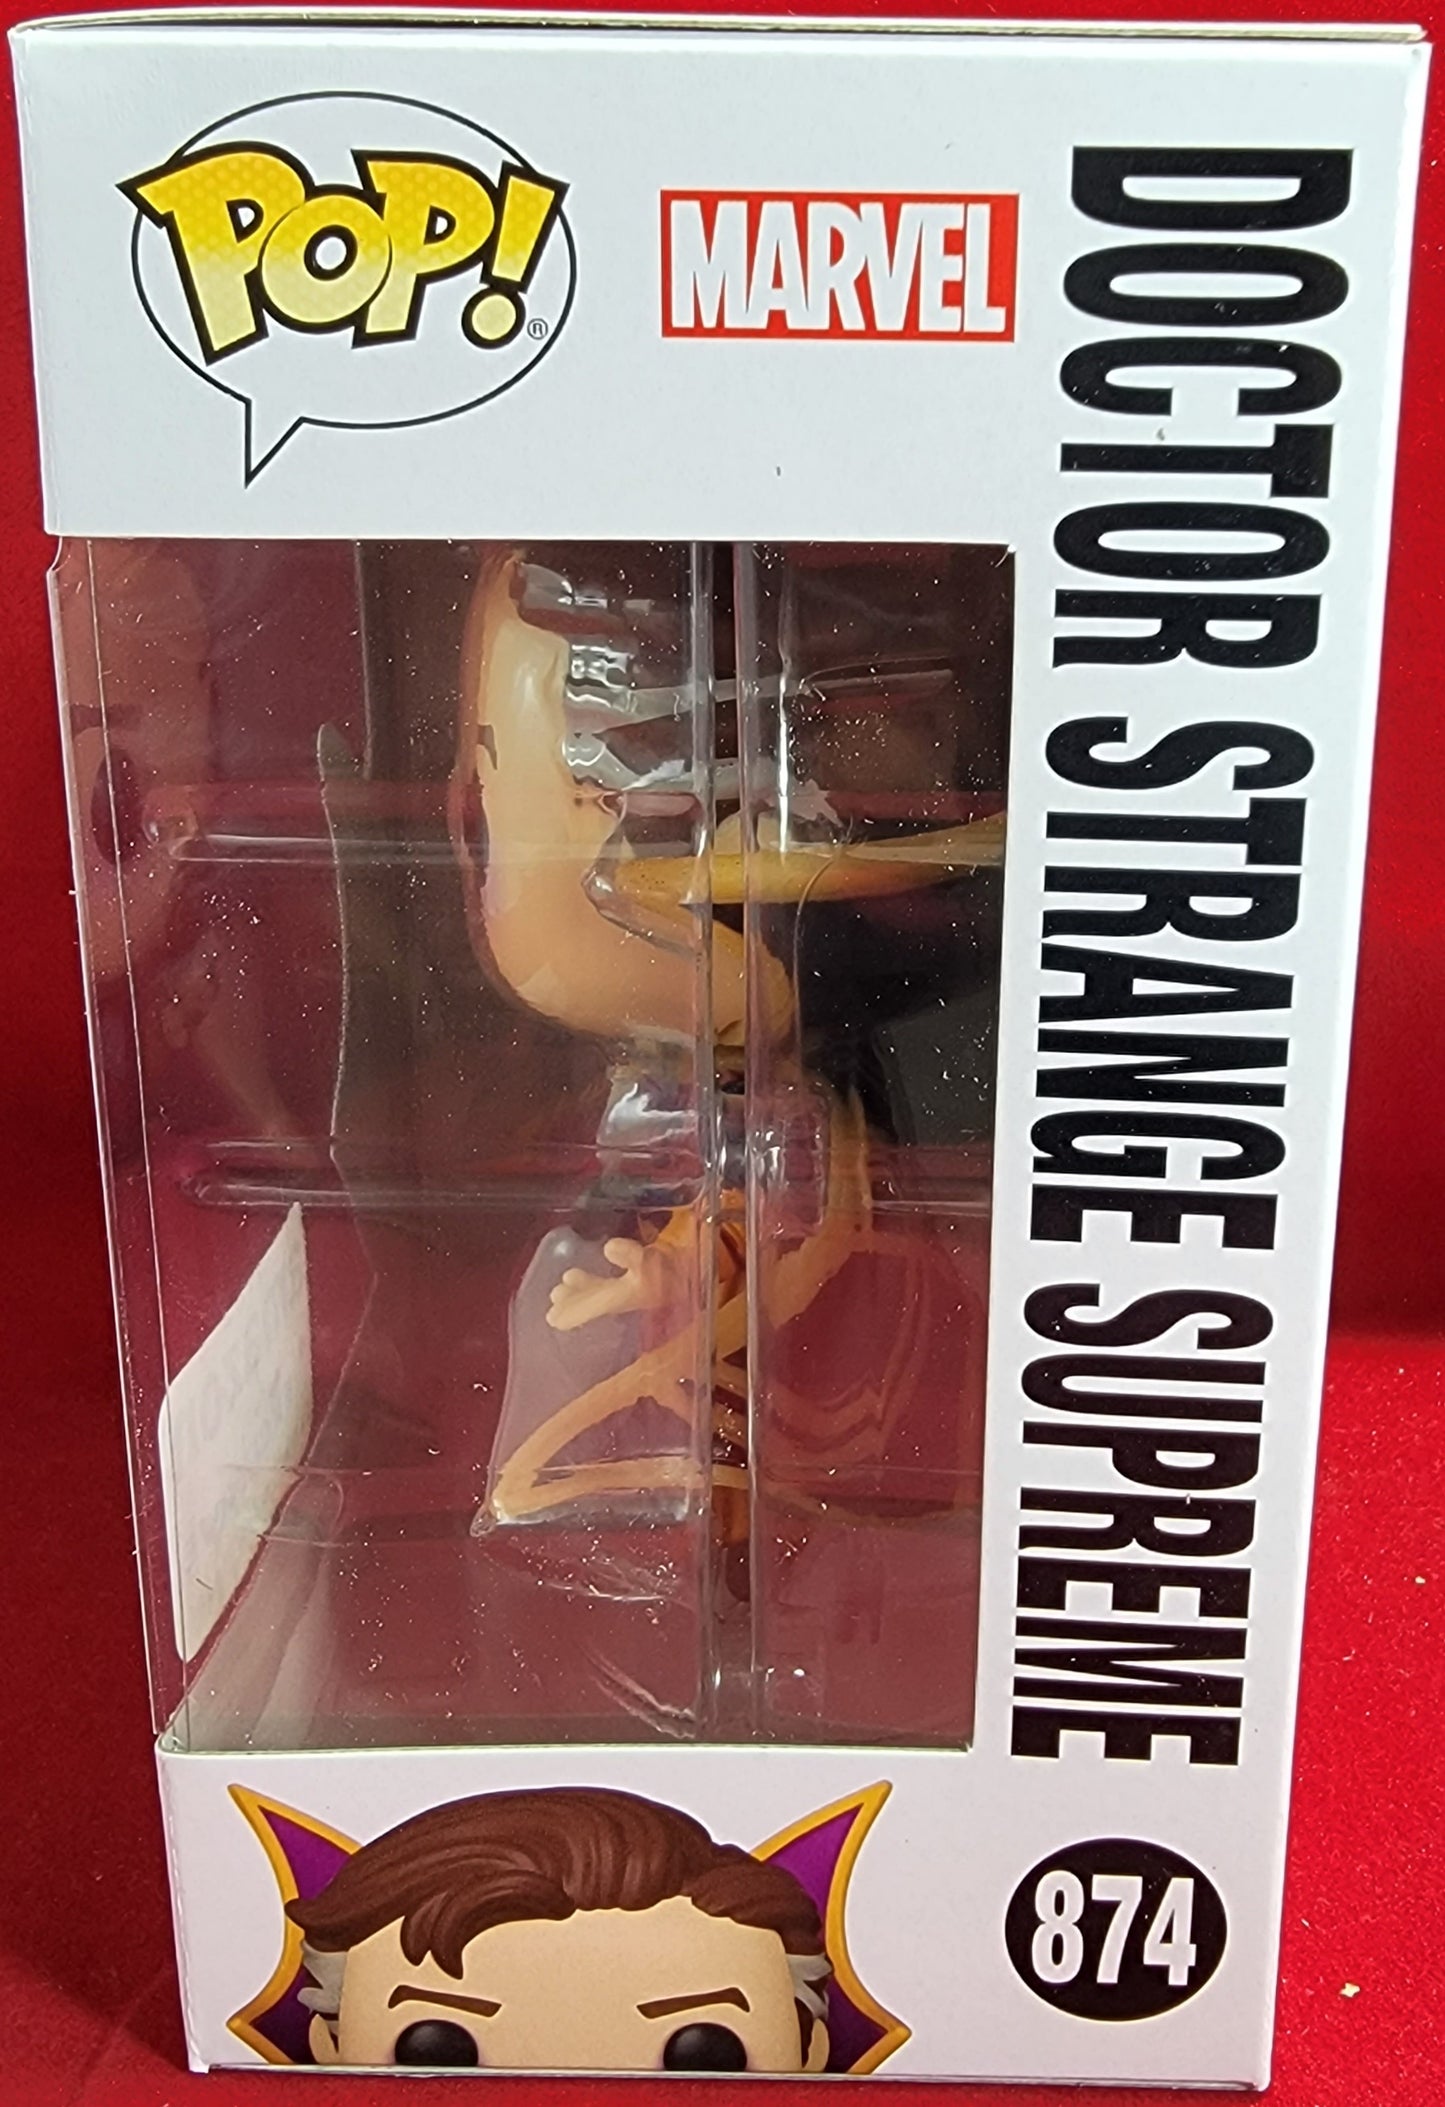 POP!®
MARVEL
DOCTOR STRANGE SUPREME
874